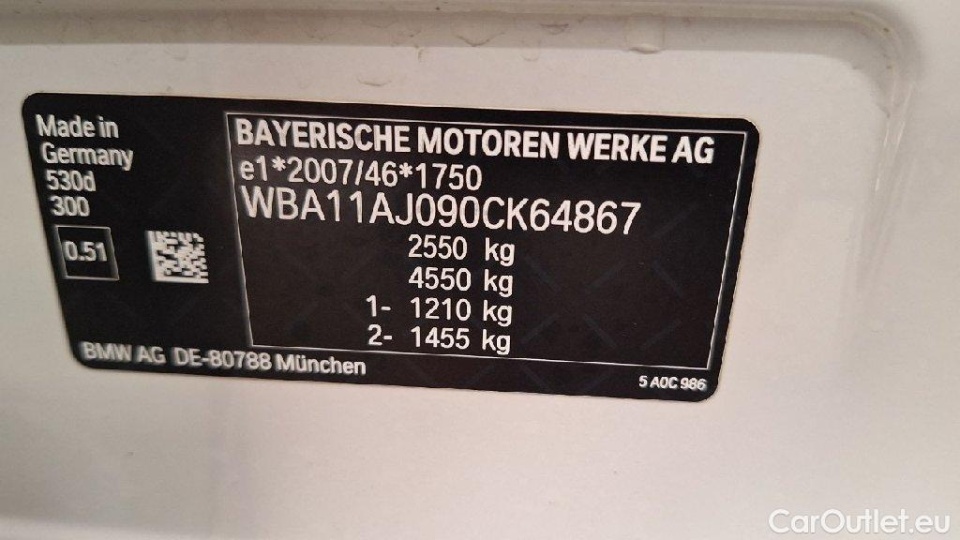 Made in
Germany
530d
300
0.51
BAYERISCHE MOTOREN WERKE AG
e1*2007/46*1750
WBA11AJ090CK64867
2550 kg
4550 kg
1- 1210 kg
2- 1455 kg
BMW AG DE-80788 München
5 A0C 986
CarOutlet.eu